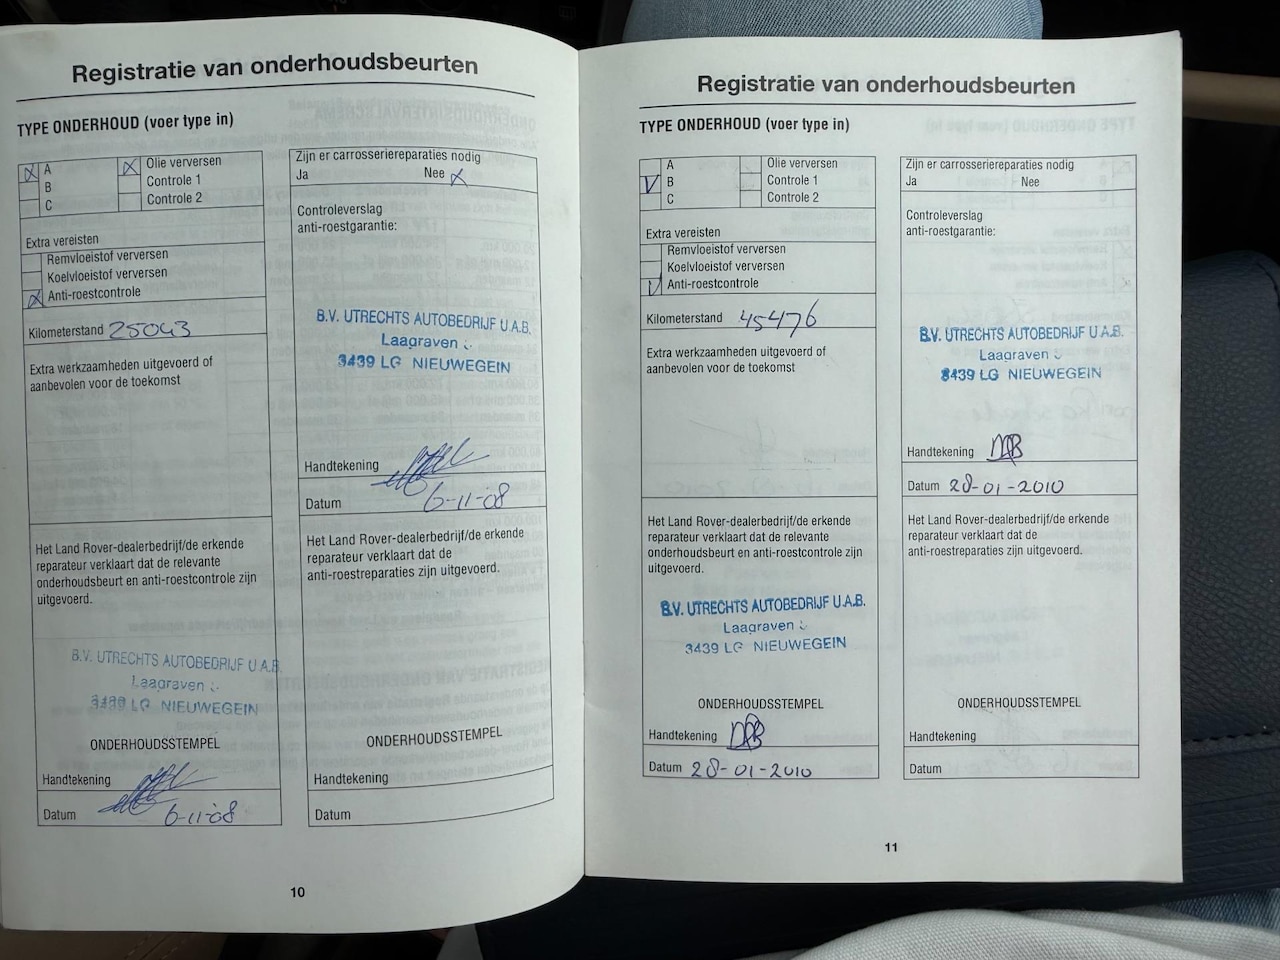 Registratie van onderhoudsbeurten
TYPE ONDERHOUD (voer type in)
A
B
C
Olie verversen
Controle 1
Controle 2
Extra vereisten
Remvloeistof verversen
Koelvloeistof verversen
Anti-roestcontrole
Kilometerstand 25043
Extra werkzaamheden uitgevoerd of
aanbevolen voor de toekomst
Het Land Rover-dealerbedrijf/de erkende
reparateur verklaart dat de relevante
onderhoudsbeurt en anti-roestcontrole zijn
uitgevoerd.
B.V. UTRECHTS AUTOBEDRIJF U.A.B.
Laagraven
3439 LG NIEUWEGEIN
ONDERHOUDSSTEMPEL
Handtekening
Datum 6-11-'08
Zijn er carrosseriereparaties nodig
Ja Nee
Controleverslag
anti-roestgarantie:
B.V. UTRECHTS AUTOBEDRIJF U.A.B.
Laagraven
3439 LG NIEUWEGEIN
Handtekening
Datum 6-11-'08
Het Land Rover-dealerbedrijf/de erkende
reparateur verklaart dat de
anti-roestreparaties zijn uitgevoerd.
ONDERHOUDSSTEMPEL
Handtekening
Datum
10
Registratie van onderhoudsbeurten
TYPE ONDERHOUD (voer type in)
A
B
C
Olie verversen
Controle 1
Controle 2
Extra vereisten
Remvloeistof verversen
Koelvloeistof verversen
Anti-roestcontrole
Kilometerstand 45476
Extra werkzaamheden uitgevoerd of
aanbevolen voor de toekomst
Het Land Rover-dealerbedrijf/de erkende
reparateur verklaart dat de relevante
onderhoudsbeurt en anti-roestcontrole zijn
uitgevoerd.
B.V. UTRECHTS AUTOBEDRIJF U.A.B.
Laagraven
3439 LG NIEUWEGEIN
ONDERHOUDSSTEMPEL
Handtekening
Datum 28-01-2010
Zijn er carrosseriereparaties nodig
Ja Nee
Controleverslag
anti-roestgarantie:
B.V. UTRECHTS AUTOBEDRIJF U.A.B.
Laagraven
3439 LG NIEUWEGEIN
Handtekening
Datum 28-01-2010
Het Land Rover-dealerbedrijf/de erkende
reparateur verklaart dat de
anti-roestreparaties zijn uitgevoerd.
ONDERHOUDSSTEMPEL
Handtekening
Datum
11